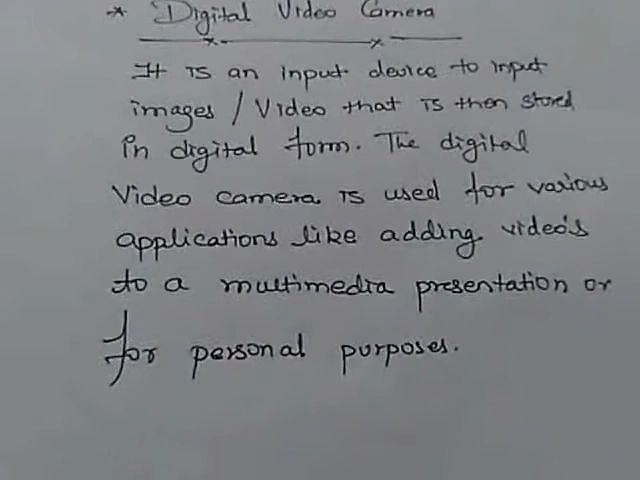 * Digital Video Camera
It is an input device to input
images / Video that is then stored
in digital form. The digital
Video camera is used for various
applications like adding video's
to a multimedia presentation or
for personal purposes.